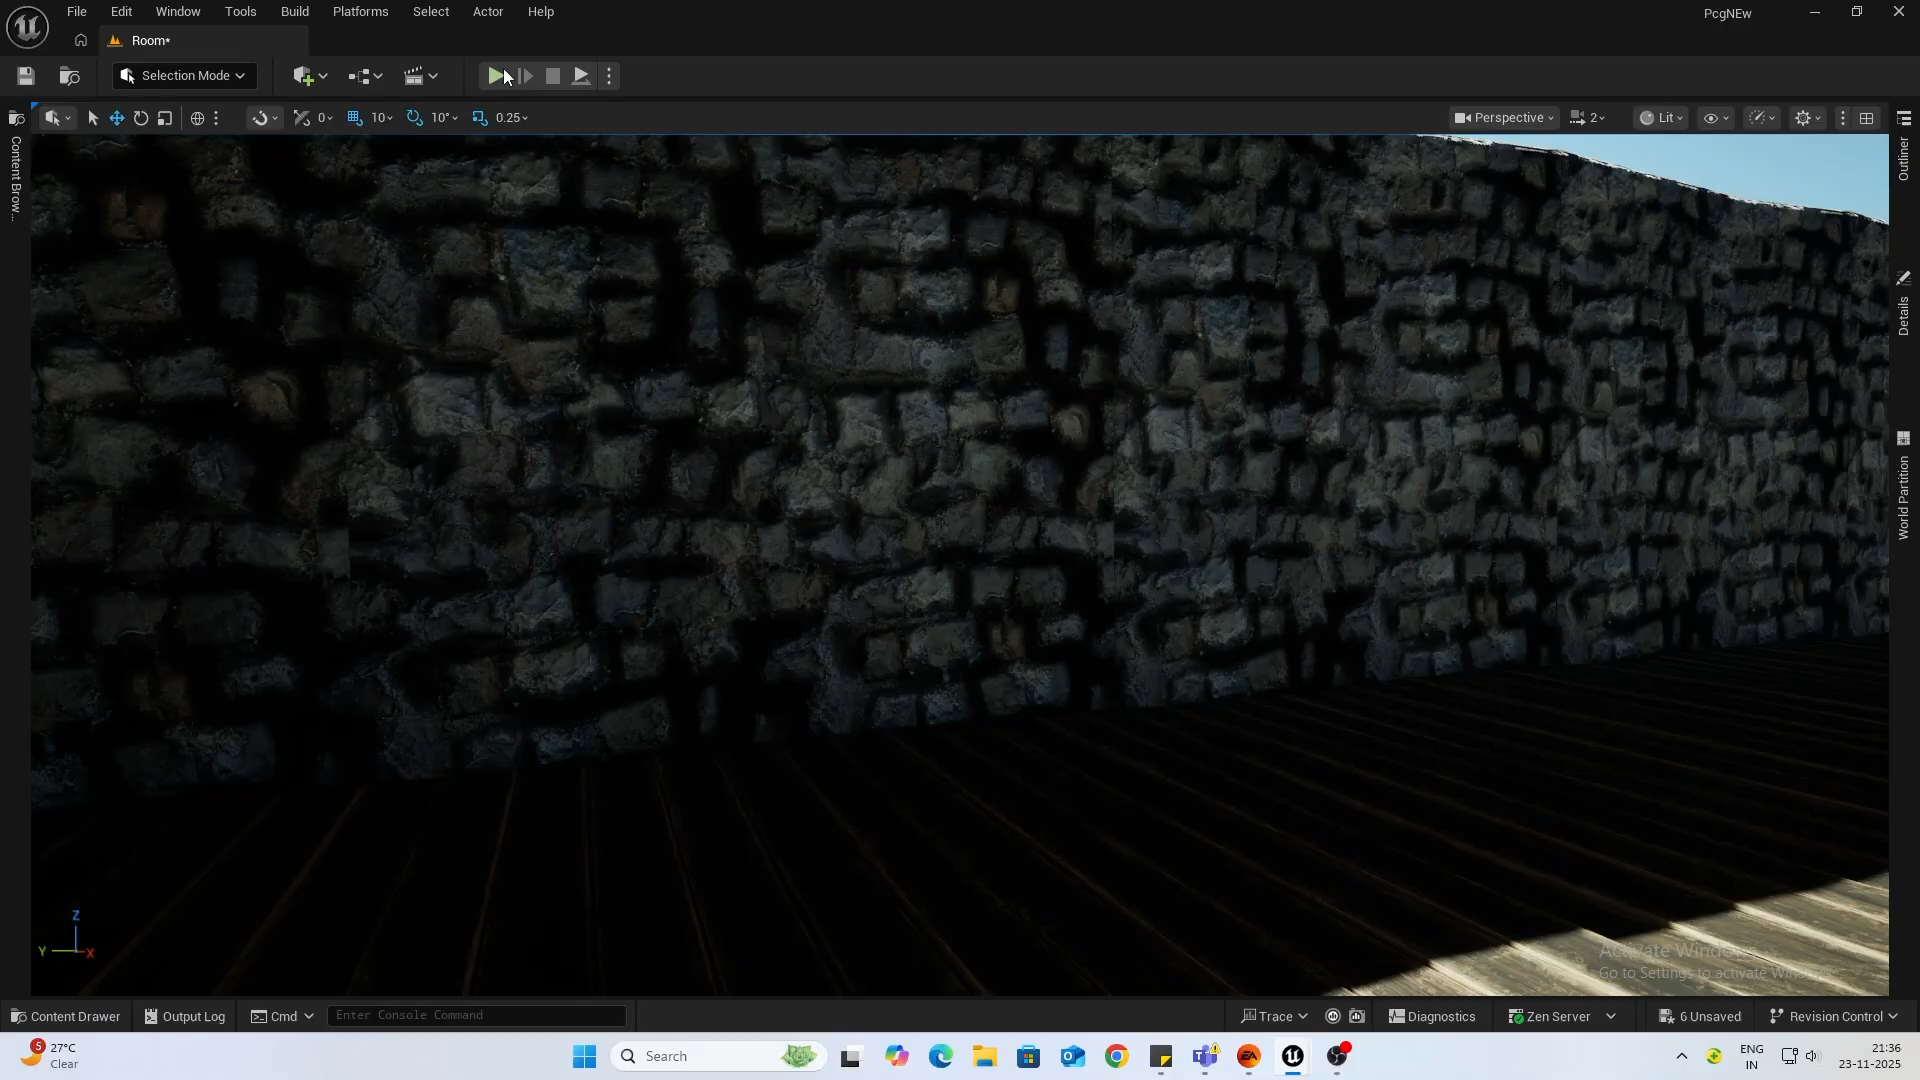 File Edit Window Tools Build Platforms Select Actor Help
PcgNEw
Room*
Selection Mode
0 10 10° 0.25
Perspective 2 Lit
Content Brow...
Outliner
Details
World Partition
Z
Y X
Activate Windows
Go to Settings to activate Windows.
Content Drawer Output Log Cmd Enter Console Command Trace Diagnostics Zen Server 6 Unsaved Revision Control
5 27°C
Clear
Search
EA
ENG
IN
21:36
23-11-2025